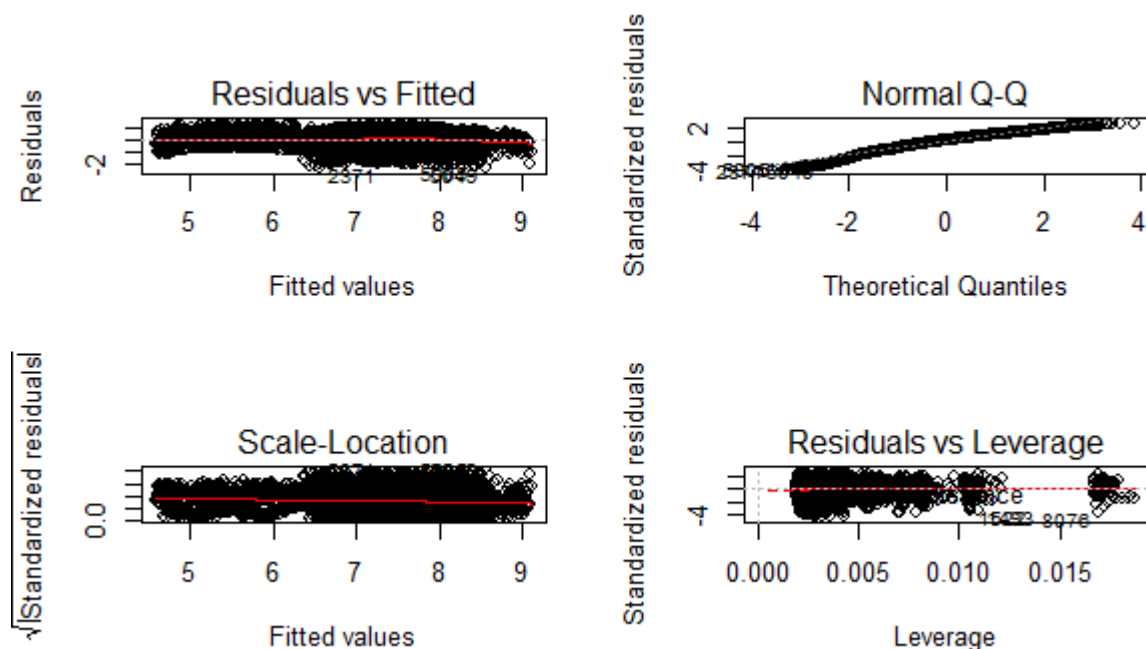 Residuals vs Fitted
Residuals
-2
2371
5 6 7 8 9
Fitted values
Normal Q-Q
Standardized residuals
2
-4
-4 -2 0 2 4
Theoretical Quantiles
Scale-Location
√|Standardized residuals|
0.0
5 6 7 8 9
Fitted values
Residuals vs Leverage
Standardized residuals
-4
8076
0.000 0.005 0.010 0.015
Leverage